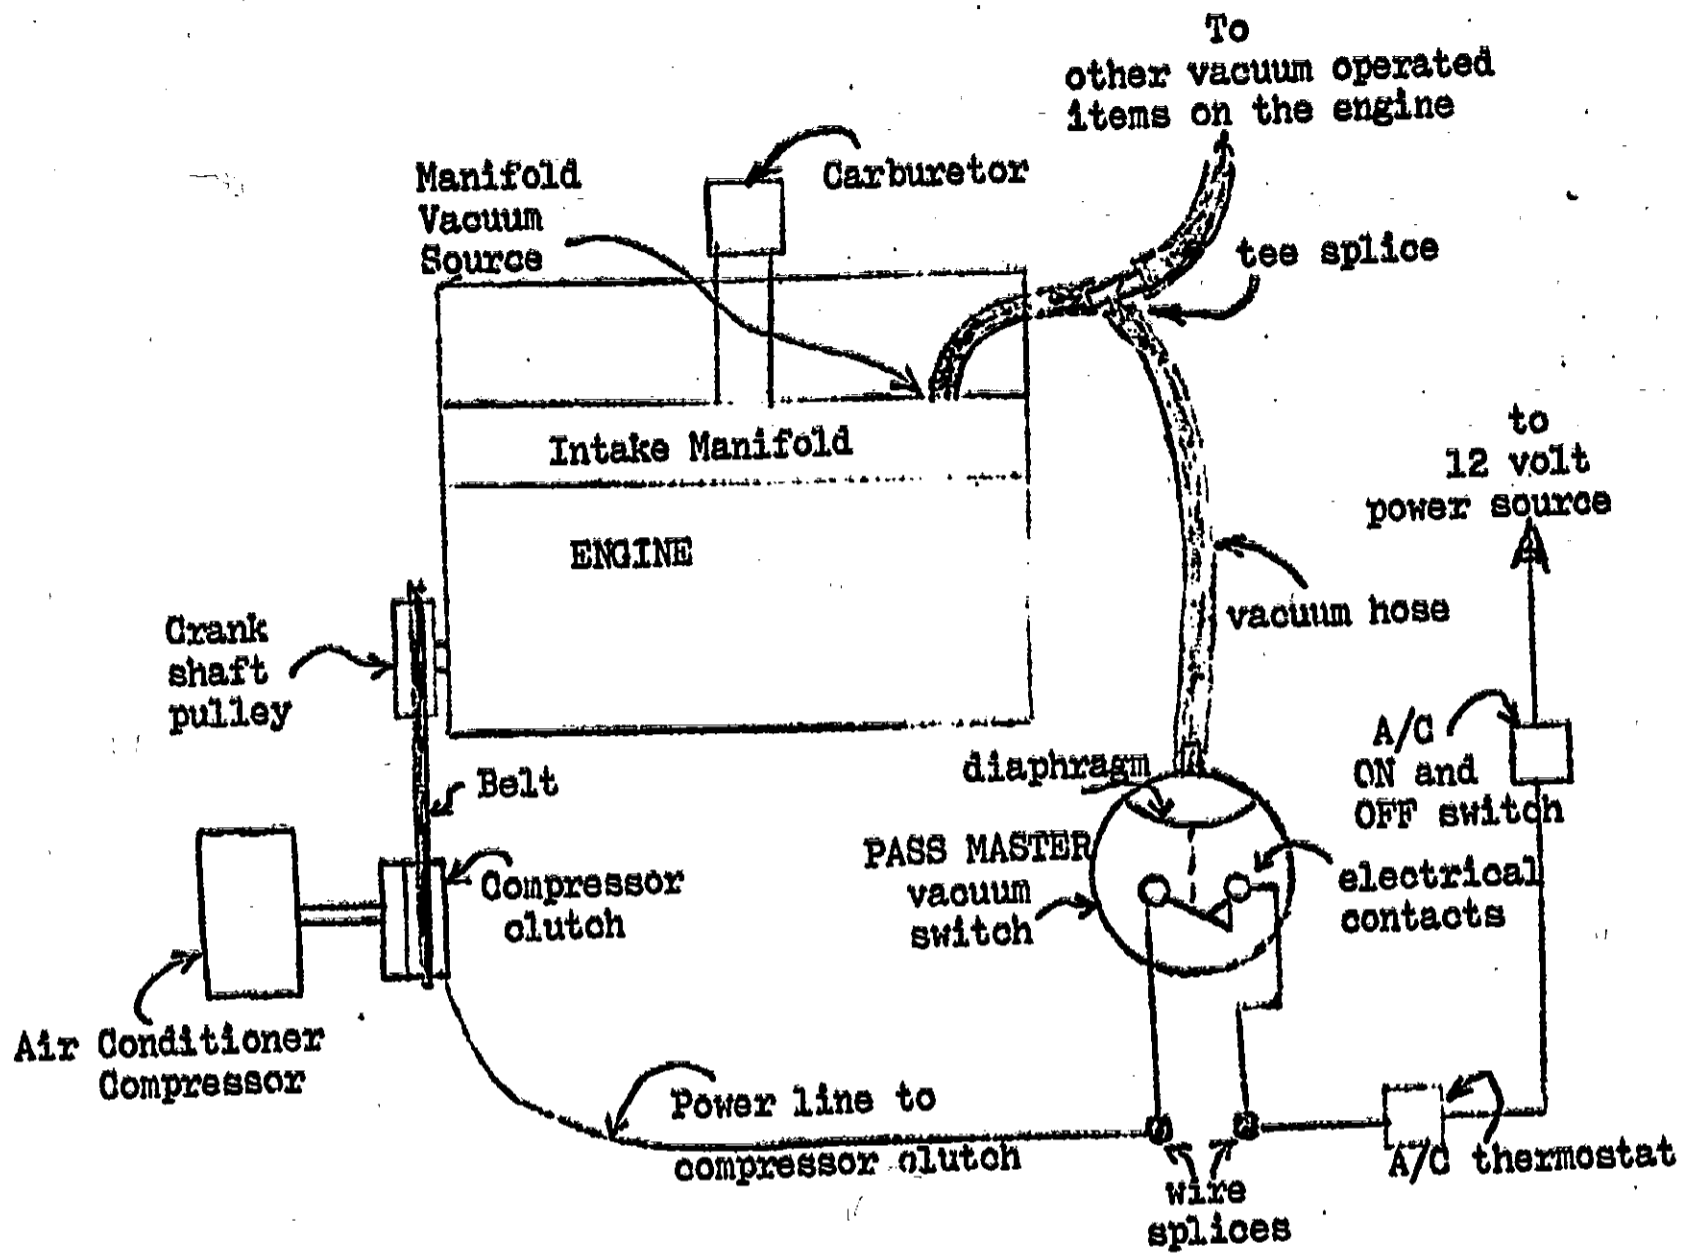 To
other vacuum operated
items on the engine
Manifold
Vacuum
Source
Carburetor
tee splice
Intake Manifold
to
12 volt
power source
ENGINE
vacuum hose
Crank
shaft
pulley
Belt
diaphragm
A/C
ON and
OFF switch
PASS MASTER
vacuum
switch
electrical
contacts
Compressor
clutch
Air Conditioner
Compressor
Power line to
compressor clutch
A/C thermostat
wire
splices